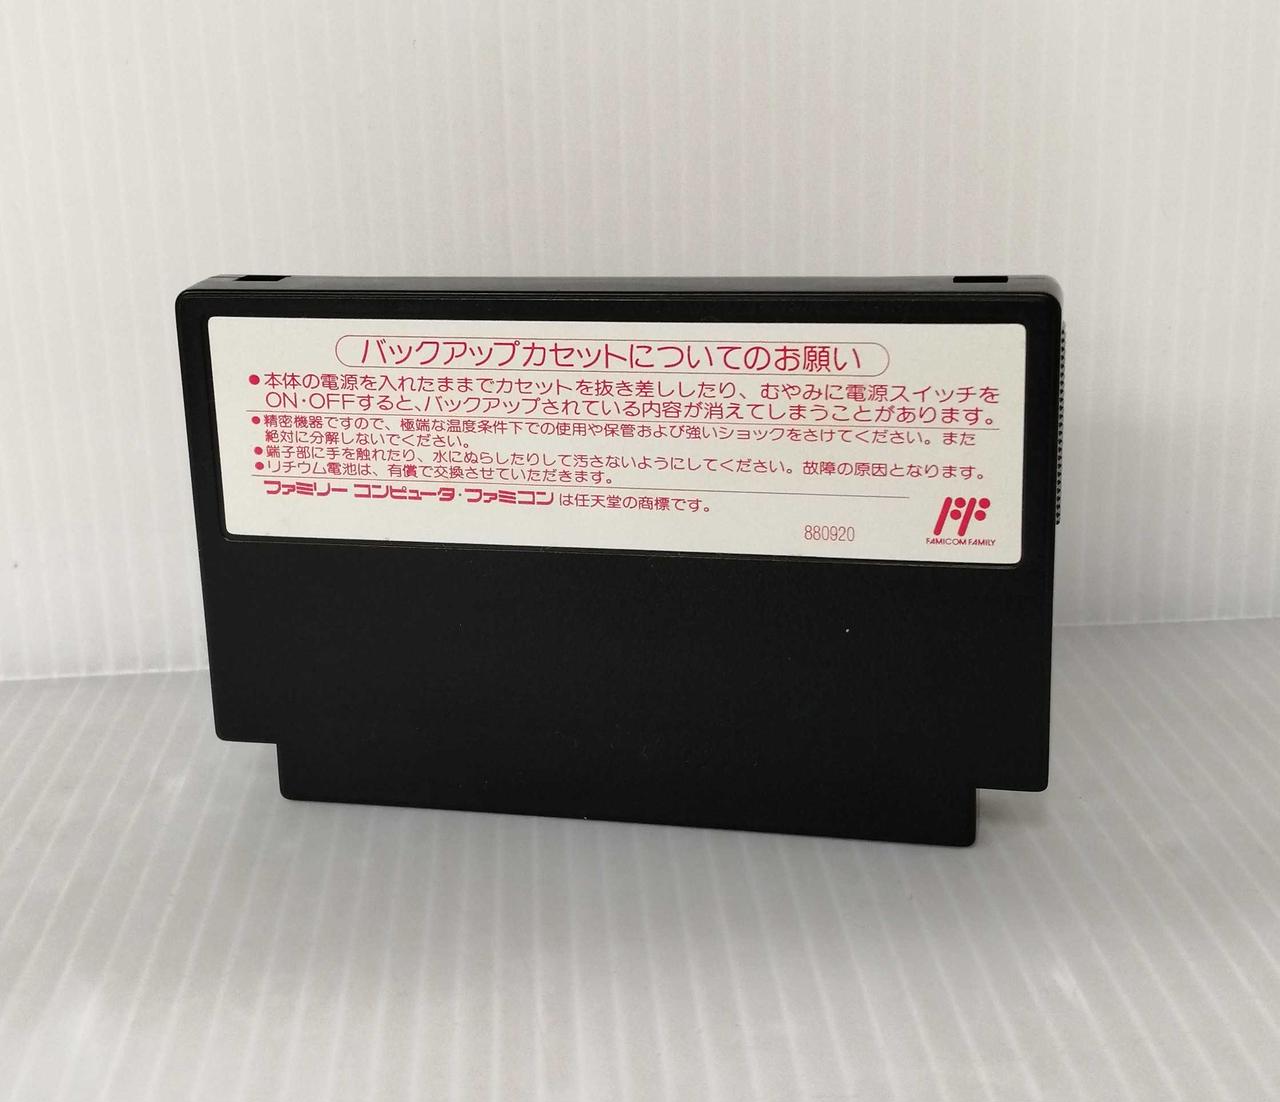 バックアップカセットについてのお願い
●本体の電源を入れたままでカセットを抜き差ししたり、むやみに電源スイッチを
ON・OFFすると、バックアップされている内容が消えてしまうことがあります。
●精密機器ですので、極端な温度条件下での使用や保管および強いショックをさけてください。また
絶対に分解しないでください。
●端子部に手を触れたり、水にぬらしたりして汚さないようにしてください。故障の原因となります。
●リチウム電池は、有償で交換させていただきます。
ファミリーコンピュータ・ファミコンは任天堂の商標です。
880920
FF
FAMICOM FAMILY